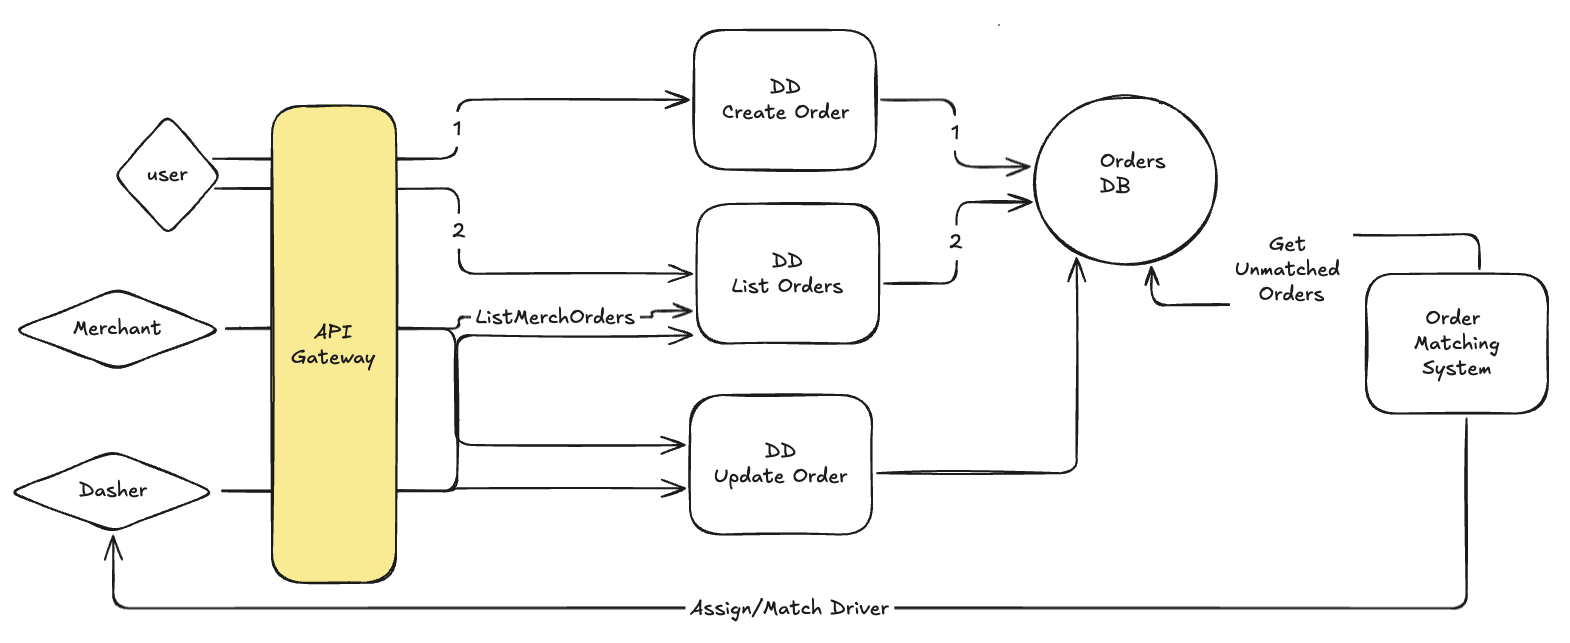 DD
Create Order
1
1
user
Orders
DB
2
2
DD
List Orders
Get
Unmatched
Orders
Merchant
API
Gateway
ListMerchOrders
Order
Matching
System
DD
Update Order
Dasher
Assign/Match Driver